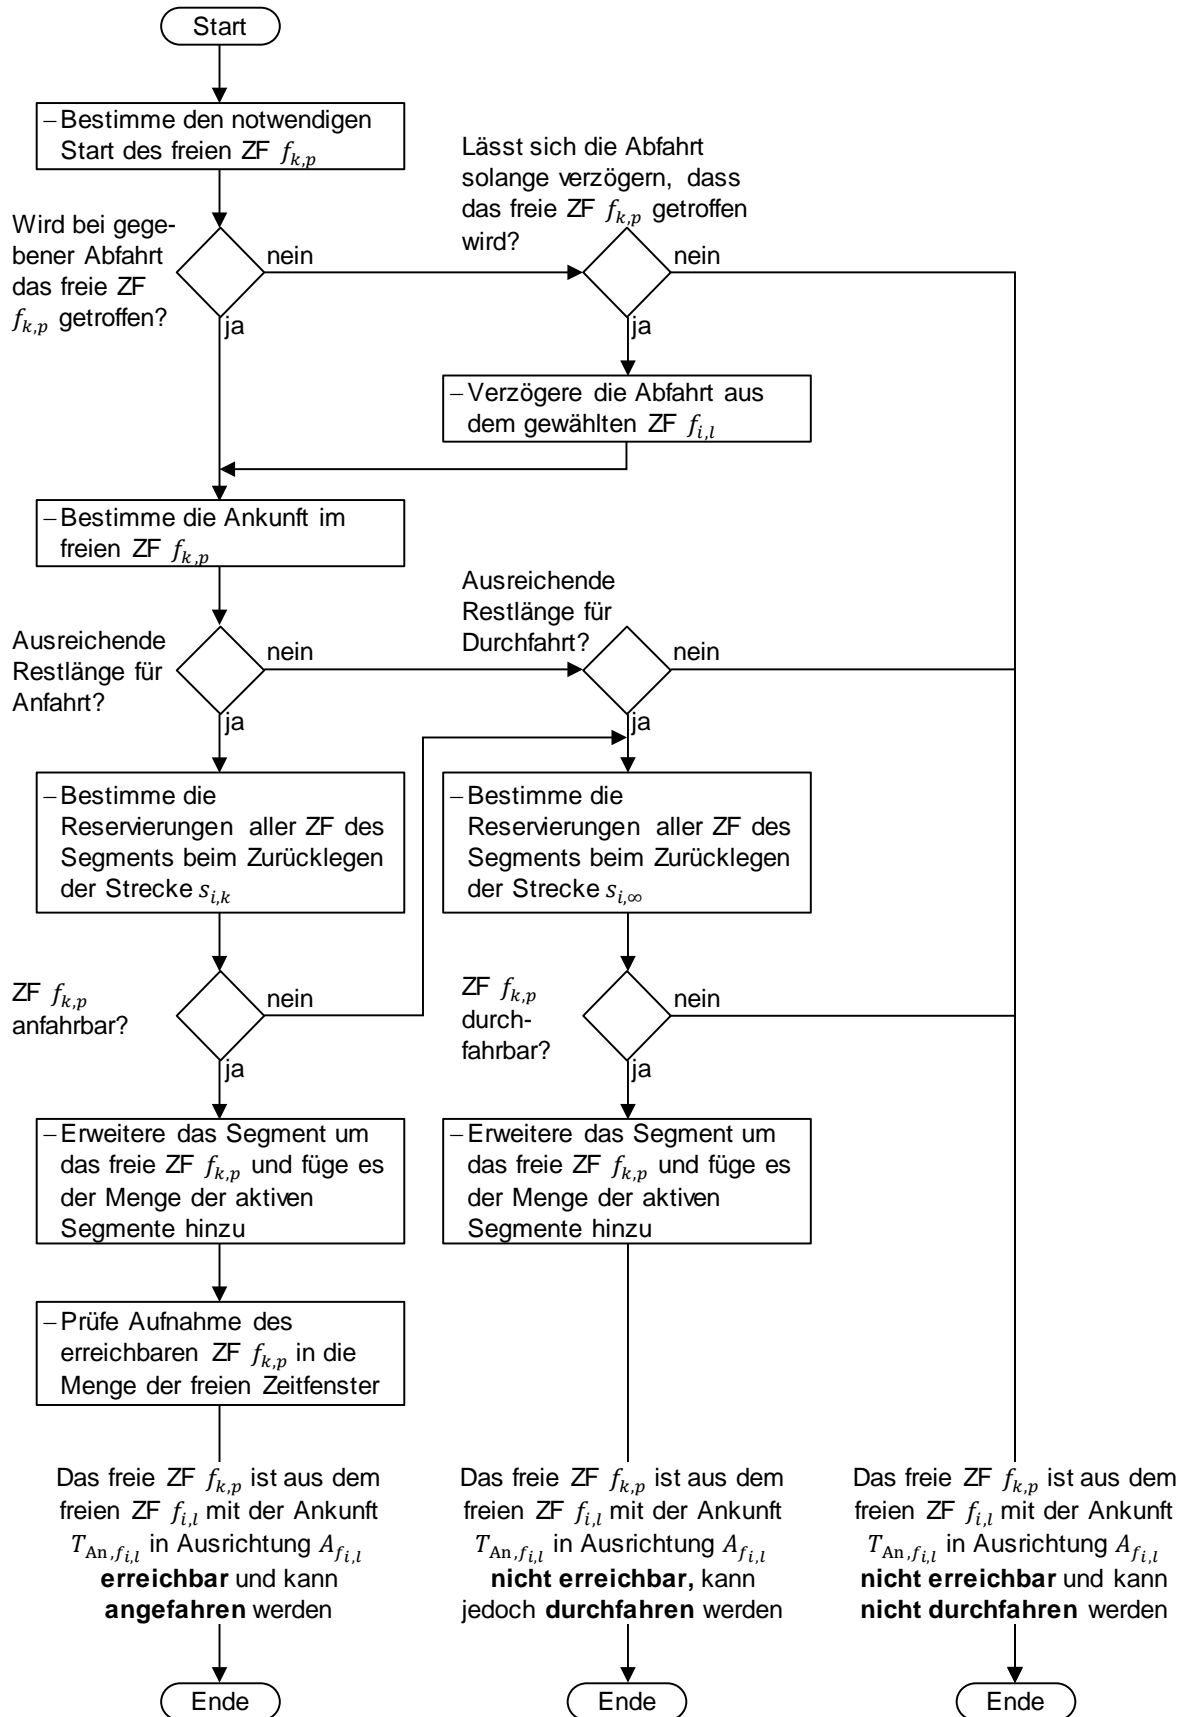 Start
– Bestimme den notwendigen
Start des freien ZF f_{k,p}
Lässt sich die Abfahrt
solange verzögern, dass
das freie ZF f_{k,p} getroffen
wird?
Wird bei gege-
bener Abfahrt
das freie ZF
f_{k,p} getroffen?
nein
nein
ja
ja
– Verzögere die Abfahrt aus
dem gewählten ZF f_{i,l}
– Bestimme die Ankunft im
freien ZF f_{k,p}
Ausreichende
Restlänge für
Durchfahrt?
Ausreichende
Restlänge für
Anfahrt?
nein
nein
ja
ja
– Bestimme die
Reservierungen aller ZF des
Segments beim Zurücklegen
der Strecke s_{i,k}
– Bestimme die
Reservierungen aller ZF des
Segments beim Zurücklegen
der Strecke s_{i,∞}
ZF f_{k,p}
anfahrbar?
nein
ZF f_{k,p}
durch-
fahrbar?
nein
ja
ja
– Erweitere das Segment um
das freie ZF f_{k,p} und füge es
der Menge der aktiven
Segmente hinzu
– Erweitere das Segment um
das freie ZF f_{k,p} und füge es
der Menge der aktiven
Segmente hinzu
– Prüfe Aufnahme des
erreichbaren ZF f_{k,p} in die
Menge der freien Zeitfenster
Das freie ZF f_{k,p} ist aus dem
freien ZF f_{i,l} mit der Ankunft
T_{An,f_{i,l}} in Ausrichtung A_{f_{i,l}}
erreichbar und kann
angefahren werden
Das freie ZF f_{k,p} ist aus dem
freien ZF f_{i,l} mit der Ankunft
T_{An,f_{i,l}} in Ausrichtung A_{f_{i,l}}
nicht erreichbar, kann
jedoch durchfahren werden
Das freie ZF f_{k,p} ist aus dem
freien ZF f_{i,l} mit der Ankunft
T_{An,f_{i,l}} in Ausrichtung A_{f_{i,l}}
nicht erreichbar und kann
nicht durchfahren werden
Ende
Ende
Ende